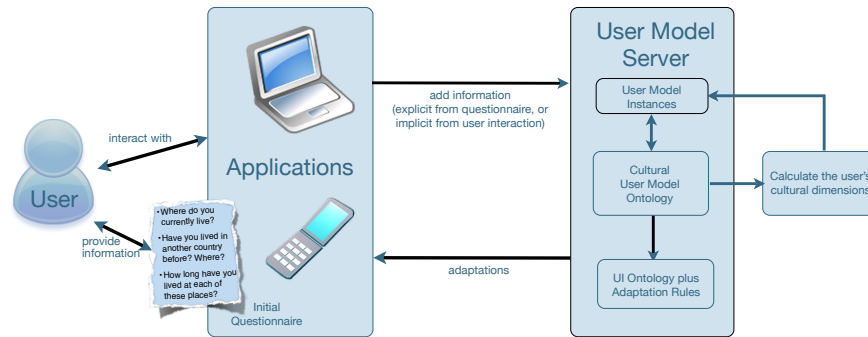 User
interact with
provide
information
• Where do you
currently live?
• Have you lived in
another country
before? Where?
• How long have you
lived at each of
these places?
Applications
Initial
Questionnaire
add information
(explicit from questionnaire, or
implicit from user interaction)
adaptations
User Model
Server
User Model
Instances
Cultural
User Model
Ontology
UI Ontology plus
Adaptation Rules
Calculate the user's
cultural dimensions